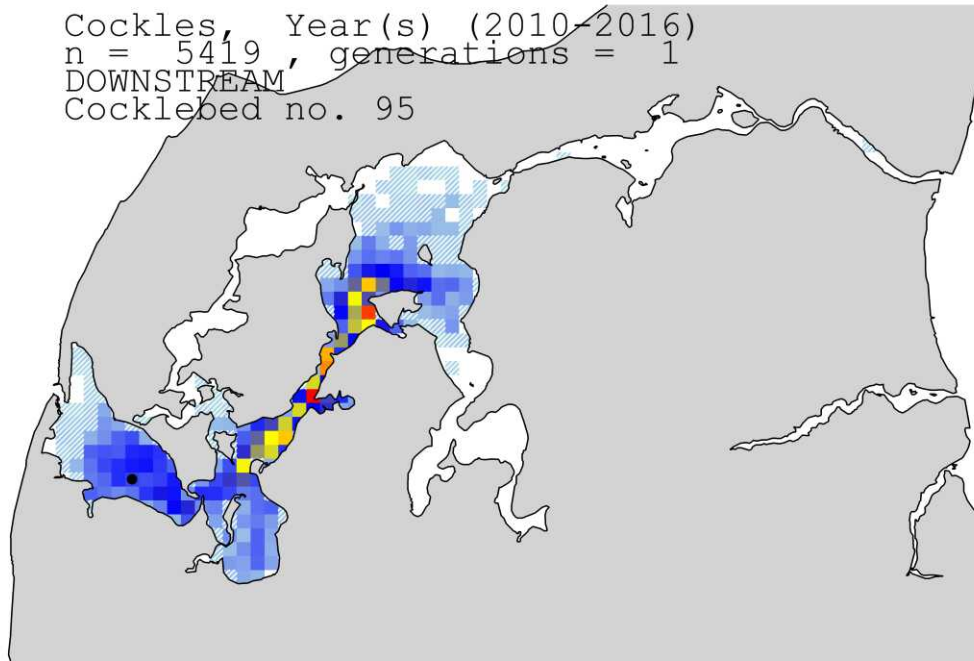 Cockles, Year(s) (2010-2016)
n = 5419 , generations = 1
DOWNSTREAM
Cocklebed no. 95